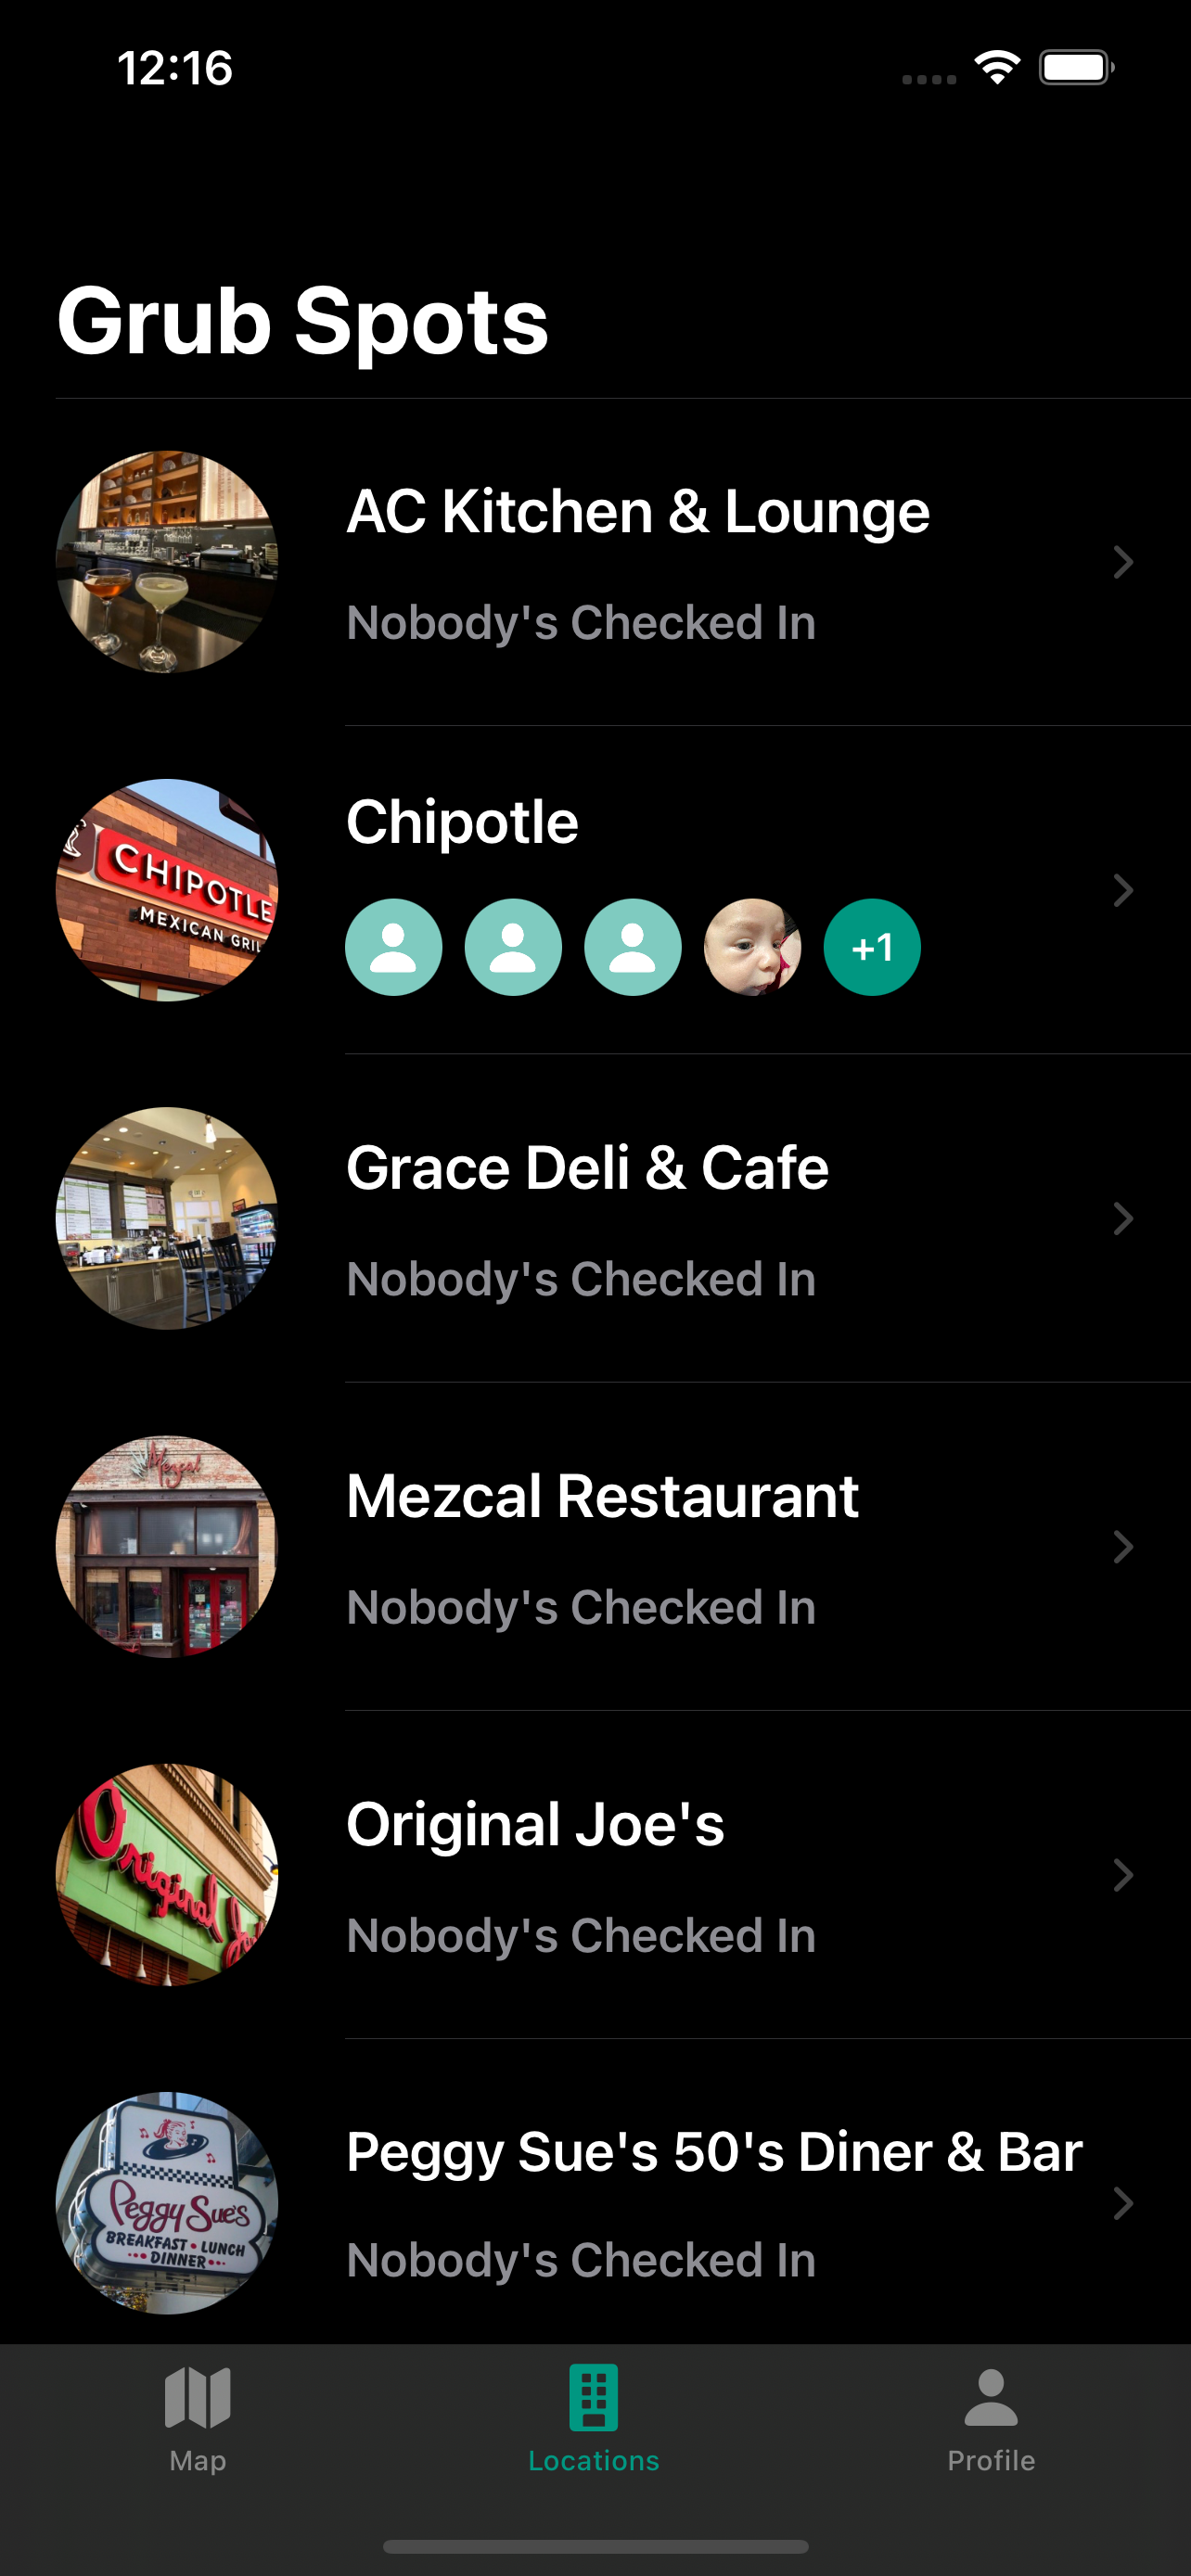 12:16
Grub Spots
AC Kitchen & Lounge
Nobody's Checked In
CHIPOTLE
MEXICAN
Chipotle
+1
Grace Deli & Cafe
Nobody's Checked In
Mezcal
Mezcal Restaurant
Nobody's Checked In
Original
Original Joe's
Nobody's Checked In
Peggy Sue's
BREAKFAST • LUNCH
DINNER
Peggy Sue's 50's Diner & Bar
Nobody's Checked In
Map
Locations
Profile